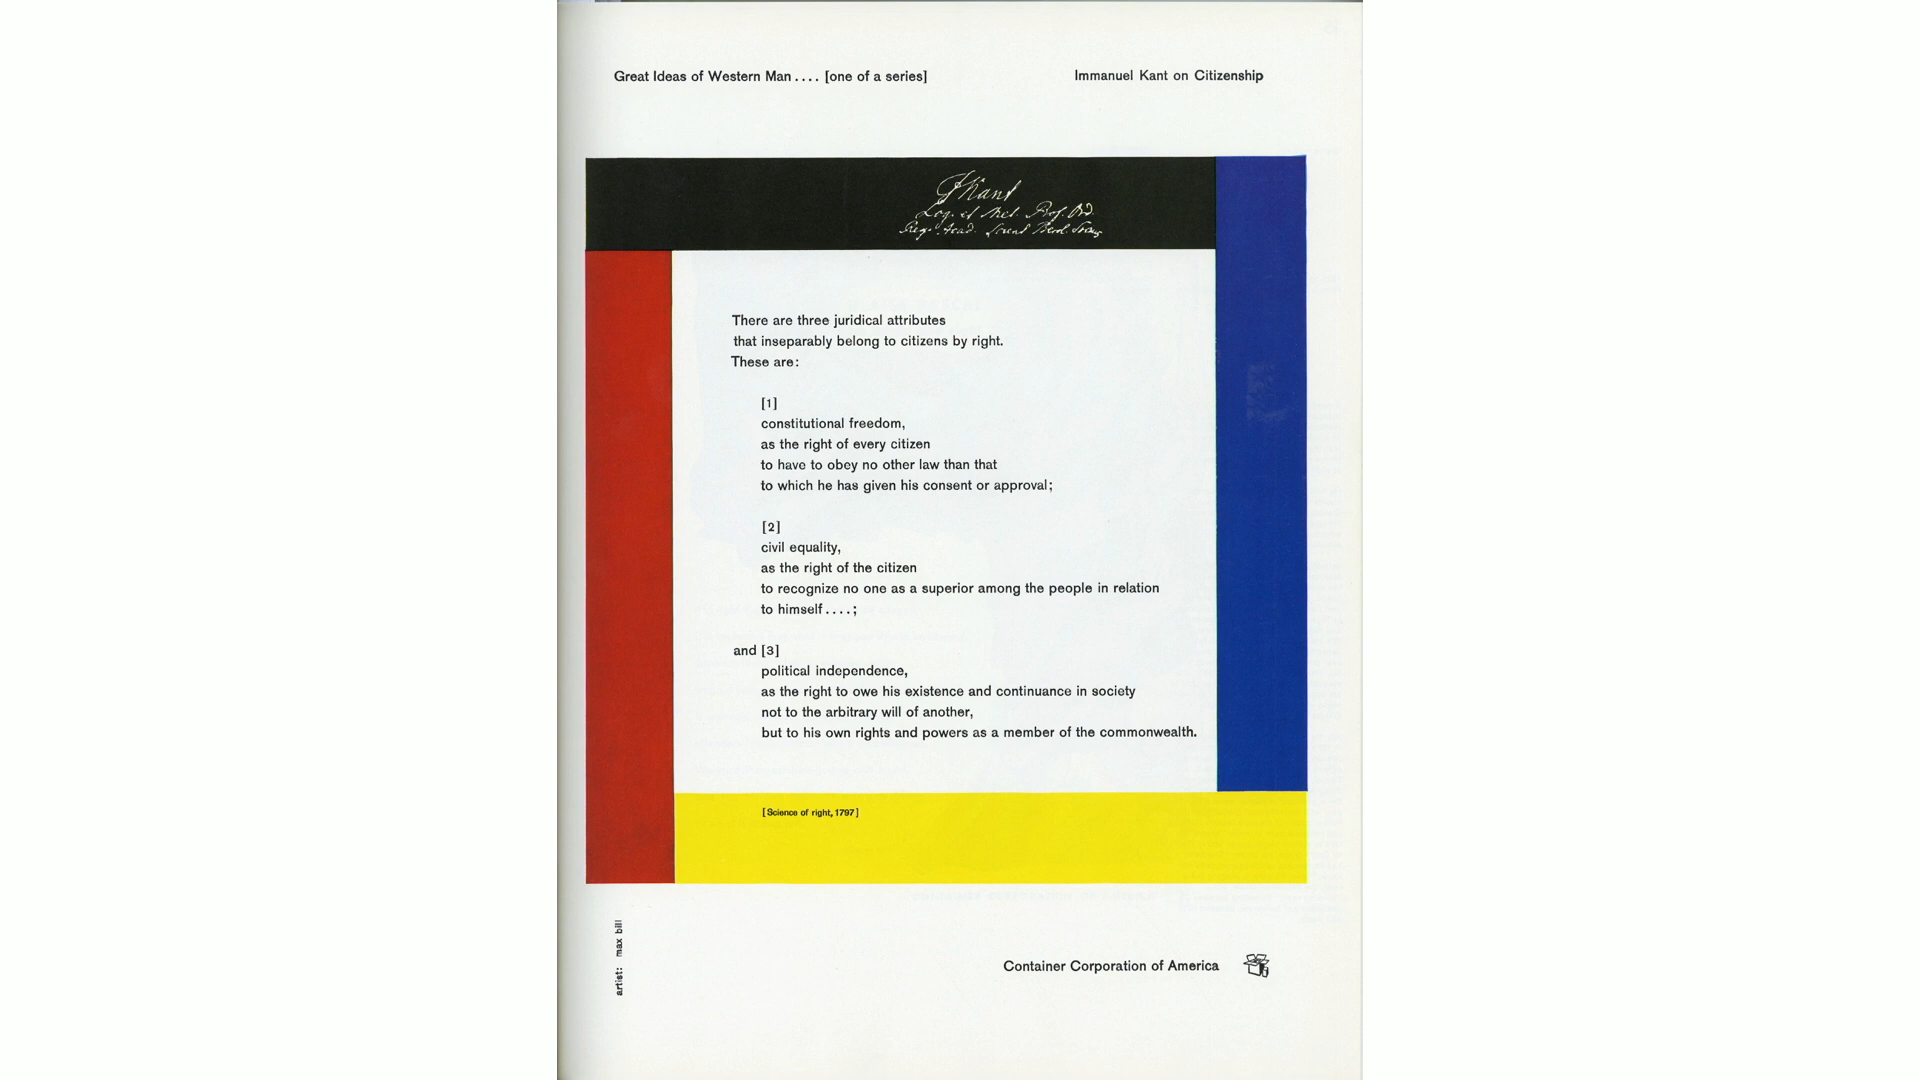 Great Ideas of Western Man.... [one of a series]
Immanuel Kant on Citizenship
Kant
Log. et Met. Prof. Ord.
There are three juridical attributes
that inseparably belong to citizens by right.
These are:
[1]
constitutional freedom,
as the right of every citizen
to have to obey no other law than that
to which he has given his consent or approval;
[2]
civil equality,
as the right of the citizen
to recognize no one as a superior among the people in relation
to himself....;
and [3]
political independence,
as the right to owe his existence and continuance in society
not to the arbitrary will of another,
but to his own rights and powers as a member of the commonwealth.
[Science of right, 1797]
artist: max bill
Container Corporation of America